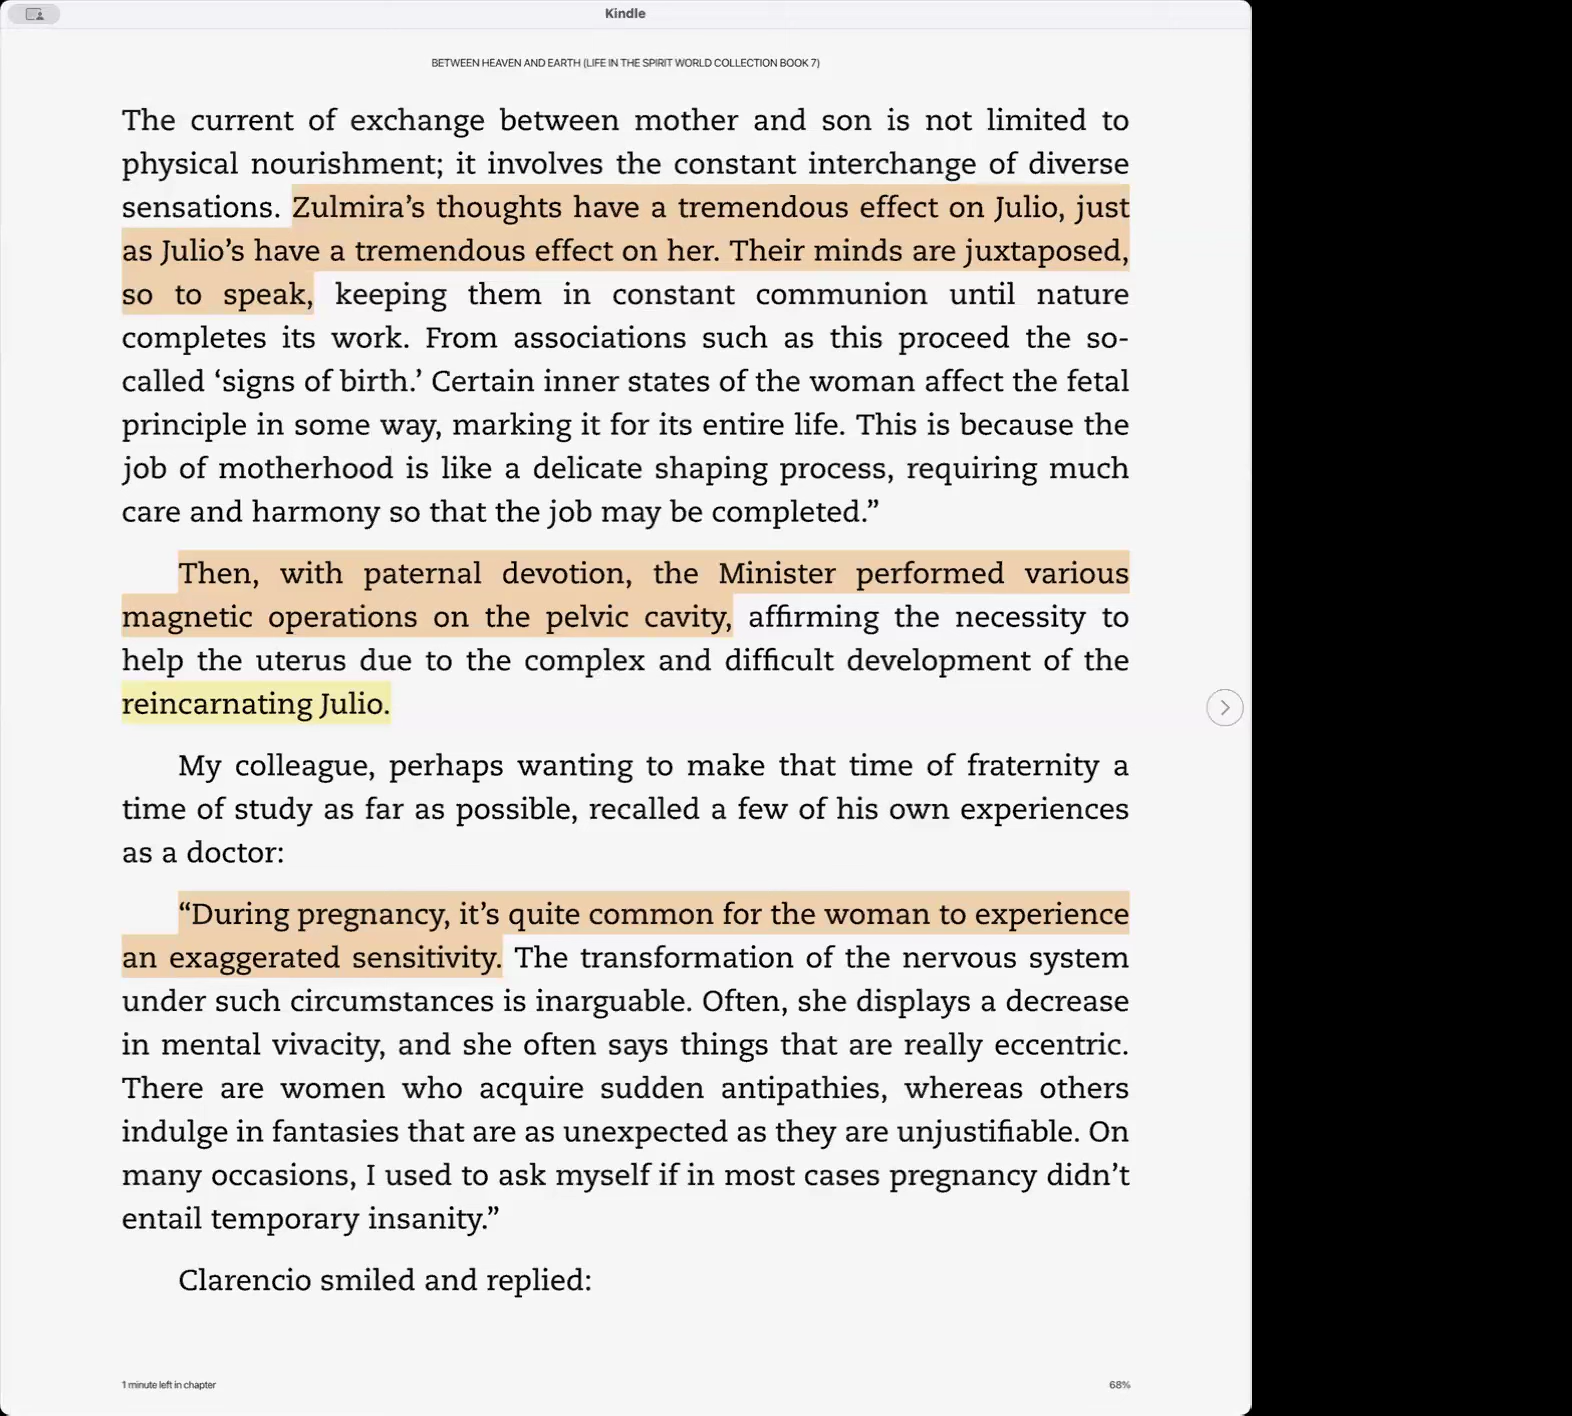 Kindle
BETWEEN HEAVEN AND EARTH (LIFE IN THE SPIRIT WORLD COLLECTION BOOK 7)
The current of exchange between mother and son is not limited to
physical nourishment; it involves the constant interchange of diverse
sensations. Zulmira’s thoughts have a tremendous effect on Julio, just
as Julio’s have a tremendous effect on her. Their minds are juxtaposed,
so to speak, keeping them in constant communion until nature
completes its work. From associations such as this proceed the so-
called ‘signs of birth.’ Certain inner states of the woman affect the fetal
principle in some way, marking it for its entire life. This is because the
job of motherhood is like a delicate shaping process, requiring much
care and harmony so that the job may be completed.”
Then, with paternal devotion, the Minister performed various
magnetic operations on the pelvic cavity, affirming the necessity to
help the uterus due to the complex and difficult development of the
reincarnating Julio.
My colleague, perhaps wanting to make that time of fraternity a
time of study as far as possible, recalled a few of his own experiences
as a doctor:
“During pregnancy, it’s quite common for the woman to experience
an exaggerated sensitivity. The transformation of the nervous system
under such circumstances is inarguable. Often, she displays a decrease
in mental vivacity, and she often says things that are really eccentric.
There are women who acquire sudden antipathies, whereas others
indulge in fantasies that are as unexpected as they are unjustifiable. On
many occasions, I used to ask myself if in most cases pregnancy didn’t
entail temporary insanity.”
Clarencio smiled and replied:
1 minute left in chapter
68%